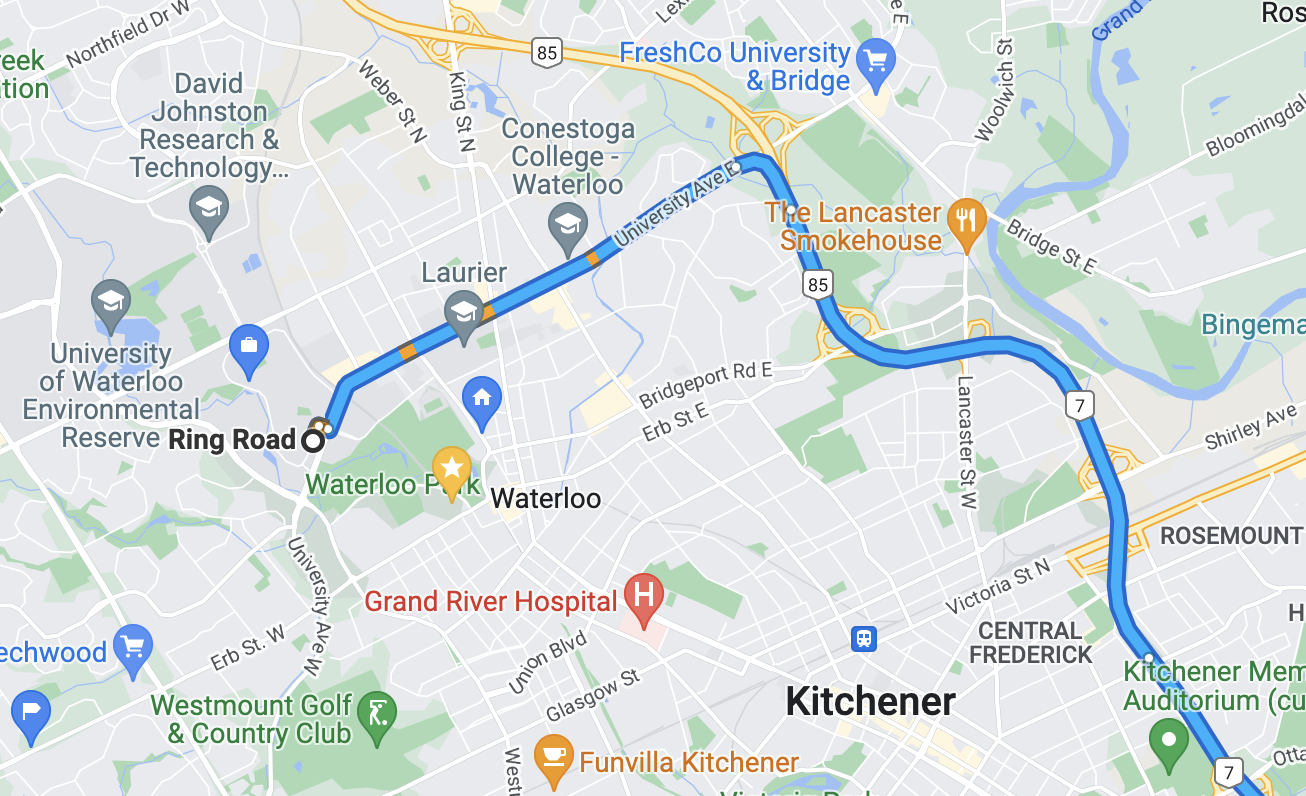 Northfield Dr W
reek
ation
David
Johnston
Research &
Technology...
Weber St N
King St N
85
FreshCo University
& Bridge
Conestoga
College -
Waterloo
Grand
Ros
Woolwich St
Bloomingda
University Ave E
The Lancaster
Smokehouse
Bridge St E
85
Laurier
Bingema
University
of Waterloo
Environmental
Reserve
Ring Road
Bridgeport Rd E
Erb St E
Lancaster St W
7
Shirley Ave
Waterloo Park
Waterloo
ROSEMOUNT
University Ave W
Grand River Hospital
H
Victoria St N
H
CENTRAL
FREDERICK
echwood
Erb St. W
Union Blvd
Glasgow St
Kitchener Mem
Auditorium (cu
Westmount Golf
& Country Club
Kitchener
Westn
Funvilla Kitchener
7
Otta